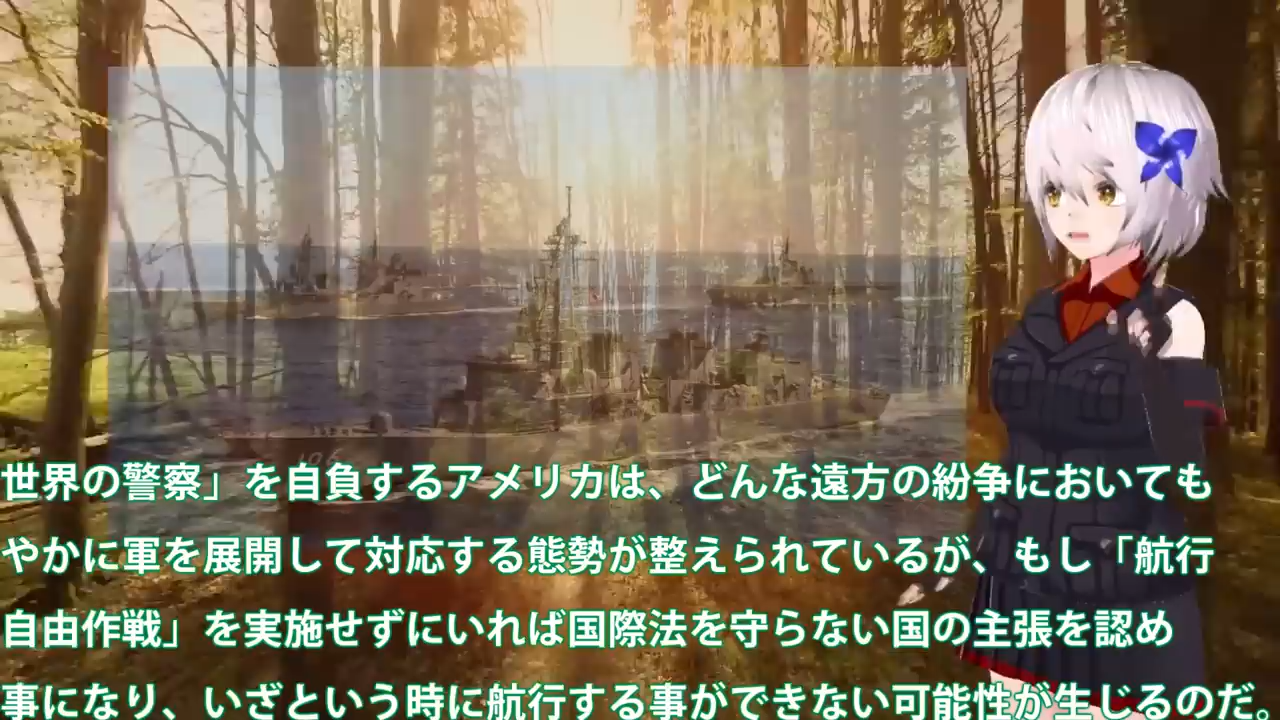 世界の警察」を自負するアメリカは、どんな遠方の紛争においても
やかに軍を展開して対応する態勢が整えられているが、もし「航行
自由作戦」を実施せずにいれば国際法を守らない国の主張を認め
事になり、いざという時に航行する事ができない可能性が生じるのだ。
106